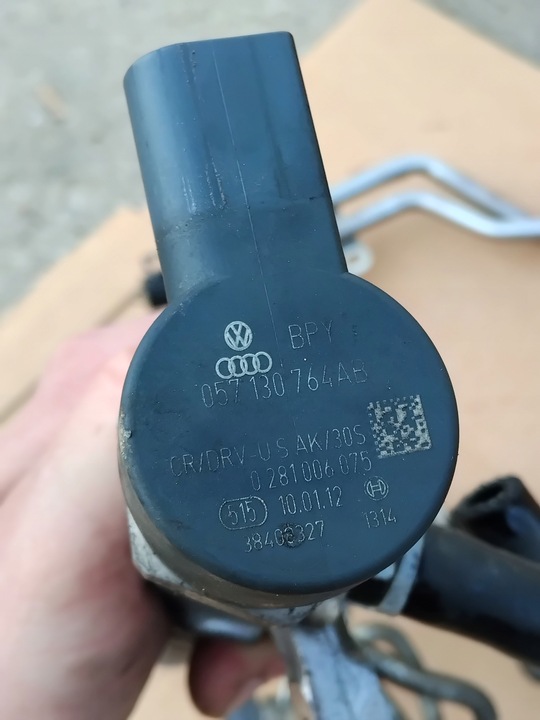 BPY
057 130 764AB
CR/DRV-U S AK/30S
0 281 006 075
515 10.01.12
1314